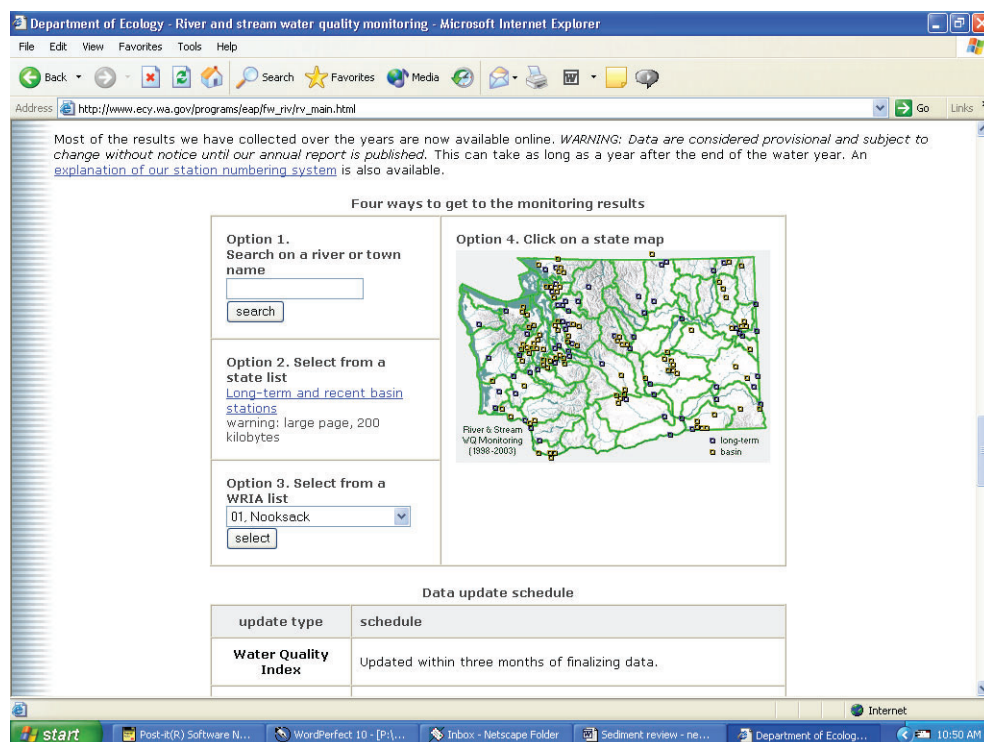 Department of Ecology - River and stream water quality monitoring - Microsoft Internet Explorer
File Edit View Favorites Tools Help
Back Search Favorites Media
Address http://www.ecy.wa.gov/programs/eap/fw_riv/rv_main.html Go Links
Most of the results we have collected over the years are now available online. WARNING: Data are considered provisional and subject to
change without notice until our annual report is published. This can take as long as a year after the end of the water year. An
explanation of our station numbering system is also available.
Four ways to get to the monitoring results
Option 1.
Search on a river or town
name
search
Option 2. Select from a
state list
Long-term and recent basin
stations
warning: large page, 200
kilobytes
Option 3. Select from a
WRIA list
01, Nooksack
select
Option 4. Click on a state map
River & Stream
WQ Monitoring
(1998-2003)
long-term
basin
Data update schedule
update type schedule
Water Quality
Index
Updated within three months of finalizing data.
Internet
start Post-it(R) Software N... WordPerfect 10 - [P:\... Inbox - Netscape Folder Sediment review - ne... Department of Ecolog... 10:50 AM